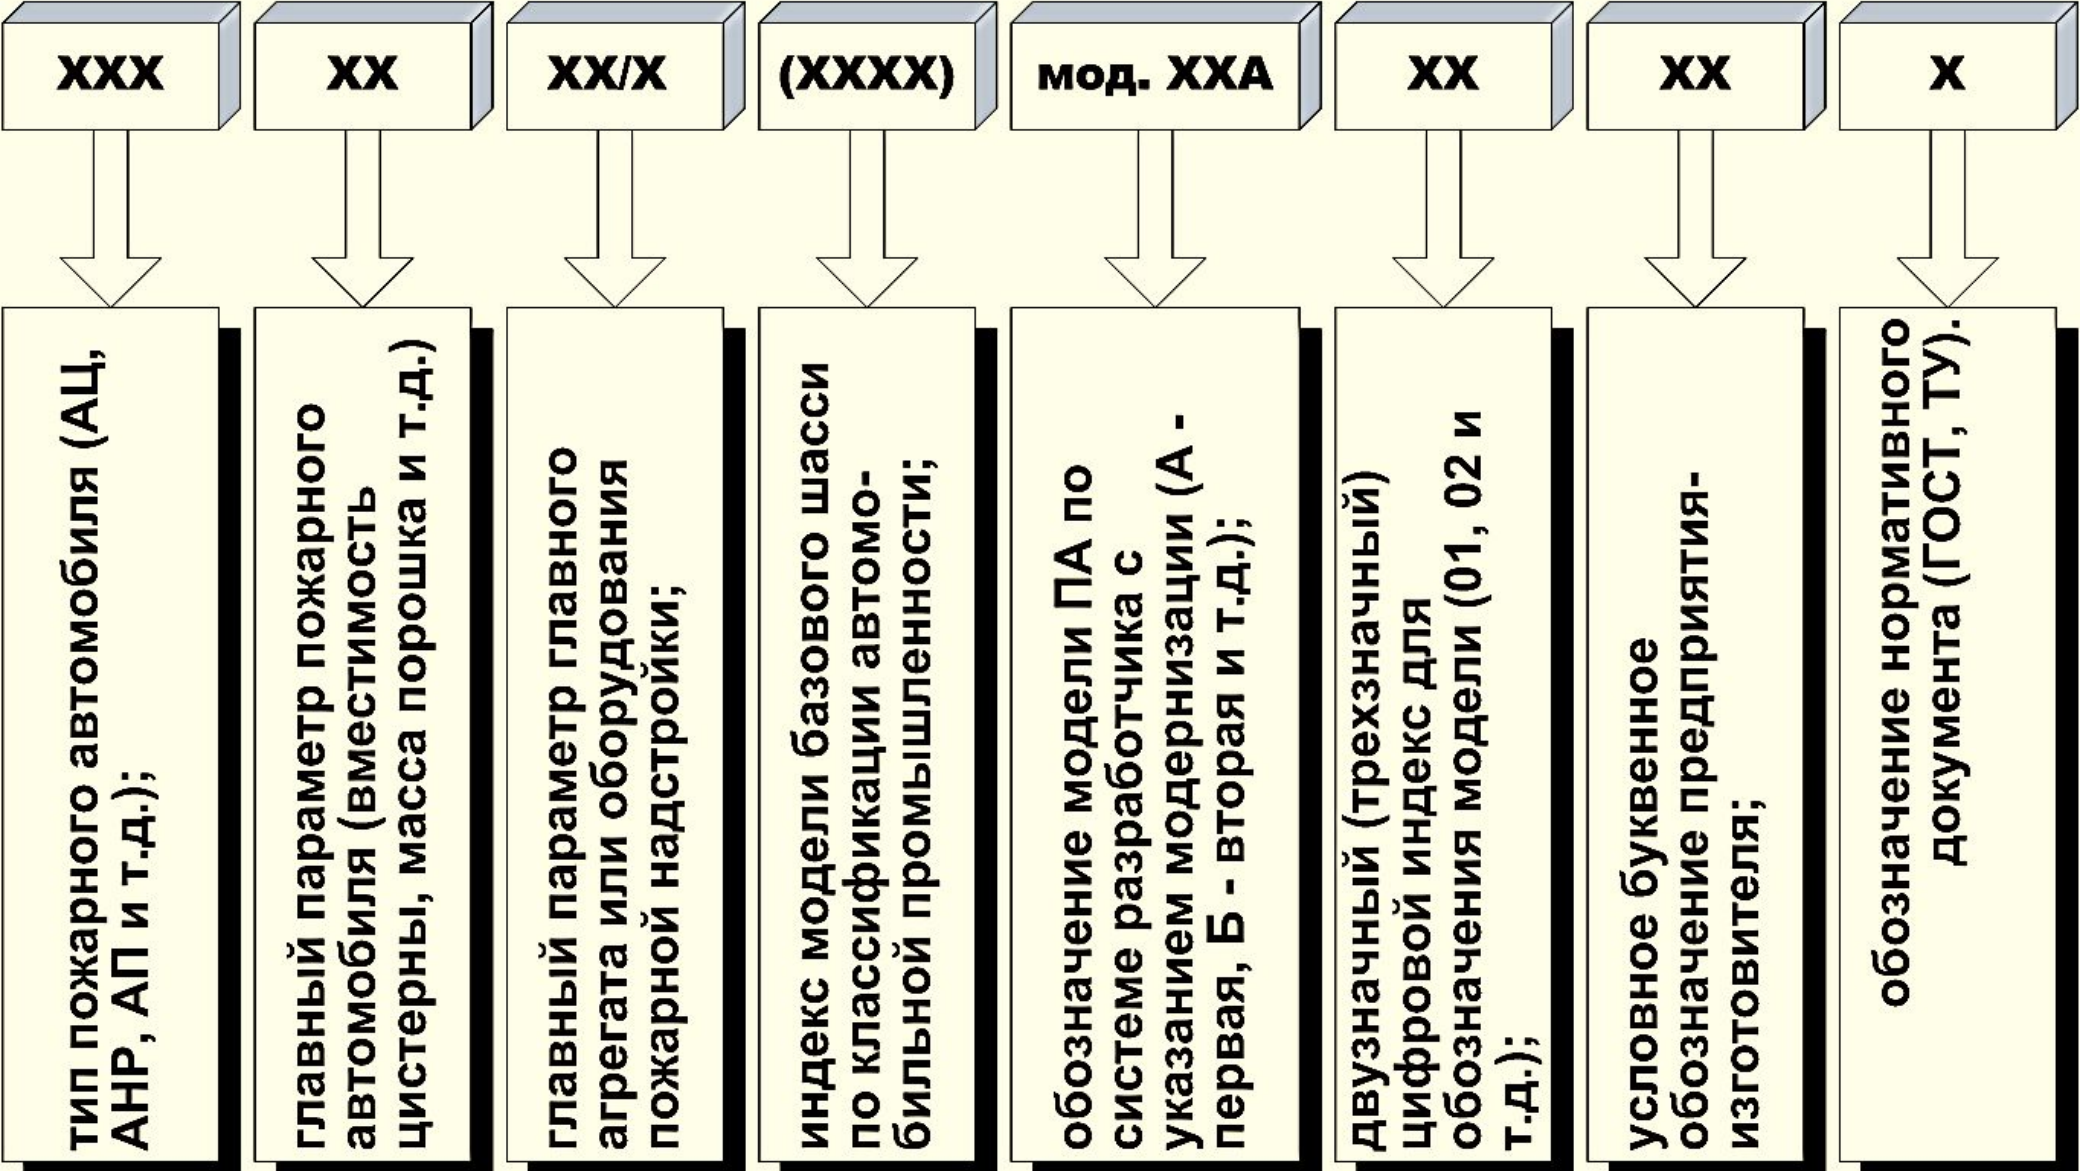 ХХХ
ХХ
ХХ/Х
(ХХХХ)
мод. ХХА
ХХ
ХХ
Х
тип пожарного автомобиля (АЦ,
АНР, АП и т.д.);
главный параметр пожарного
автомобиля (вместимость
цистерны, масса порошка и т.д.)
главный параметр главного
агрегата или оборудования
пожарной надстройки;
индекс модели базового шасси
по классификации автомо-
бильной промышленности;
обозначение модели ПА по
системе разработчика с
указанием модернизации (А -
первая, Б - вторая и т.д.);
двузначный (трехзначный)
цифровой индекс для
обозначения модели (01, 02 и
т.д.);
условное буквенное
обозначение предприятия-
изготовителя;
обозначение нормативного
документа (ГОСТ, ТУ).